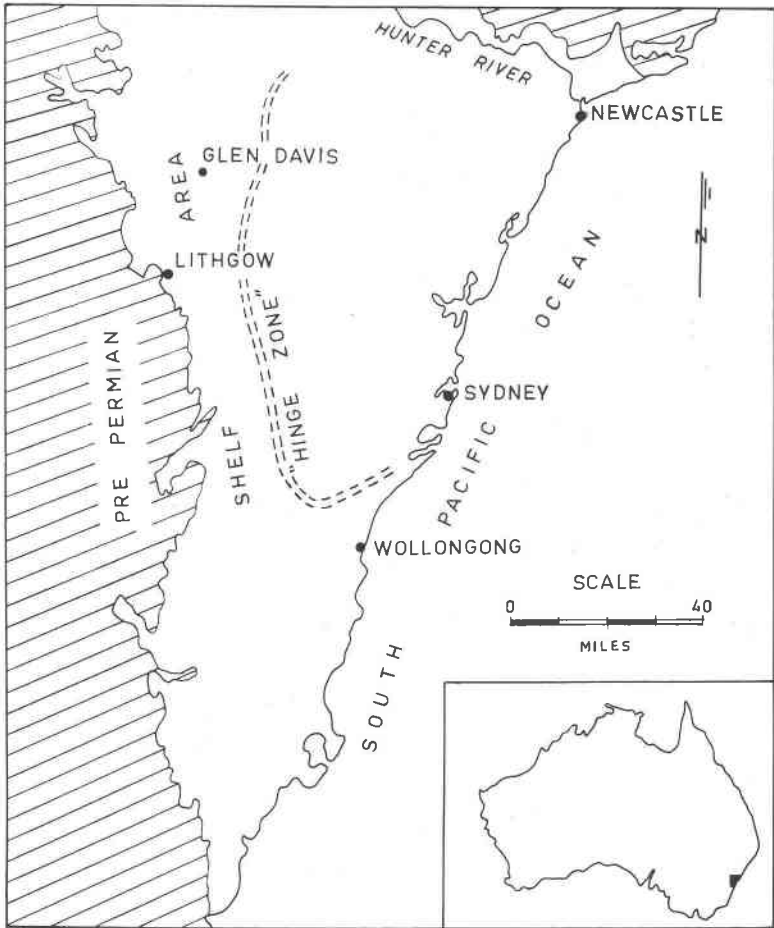 HUNTER RIVER
NEWCASTLE
GLEN DAVIS
SHELF AREA
N
LITHGOW
"HINGE ZONE"
PRE PERMIAN
SYDNEY
SOUTH PACIFIC OCEAN
WOLLONGONG
SCALE
0 40
MILES